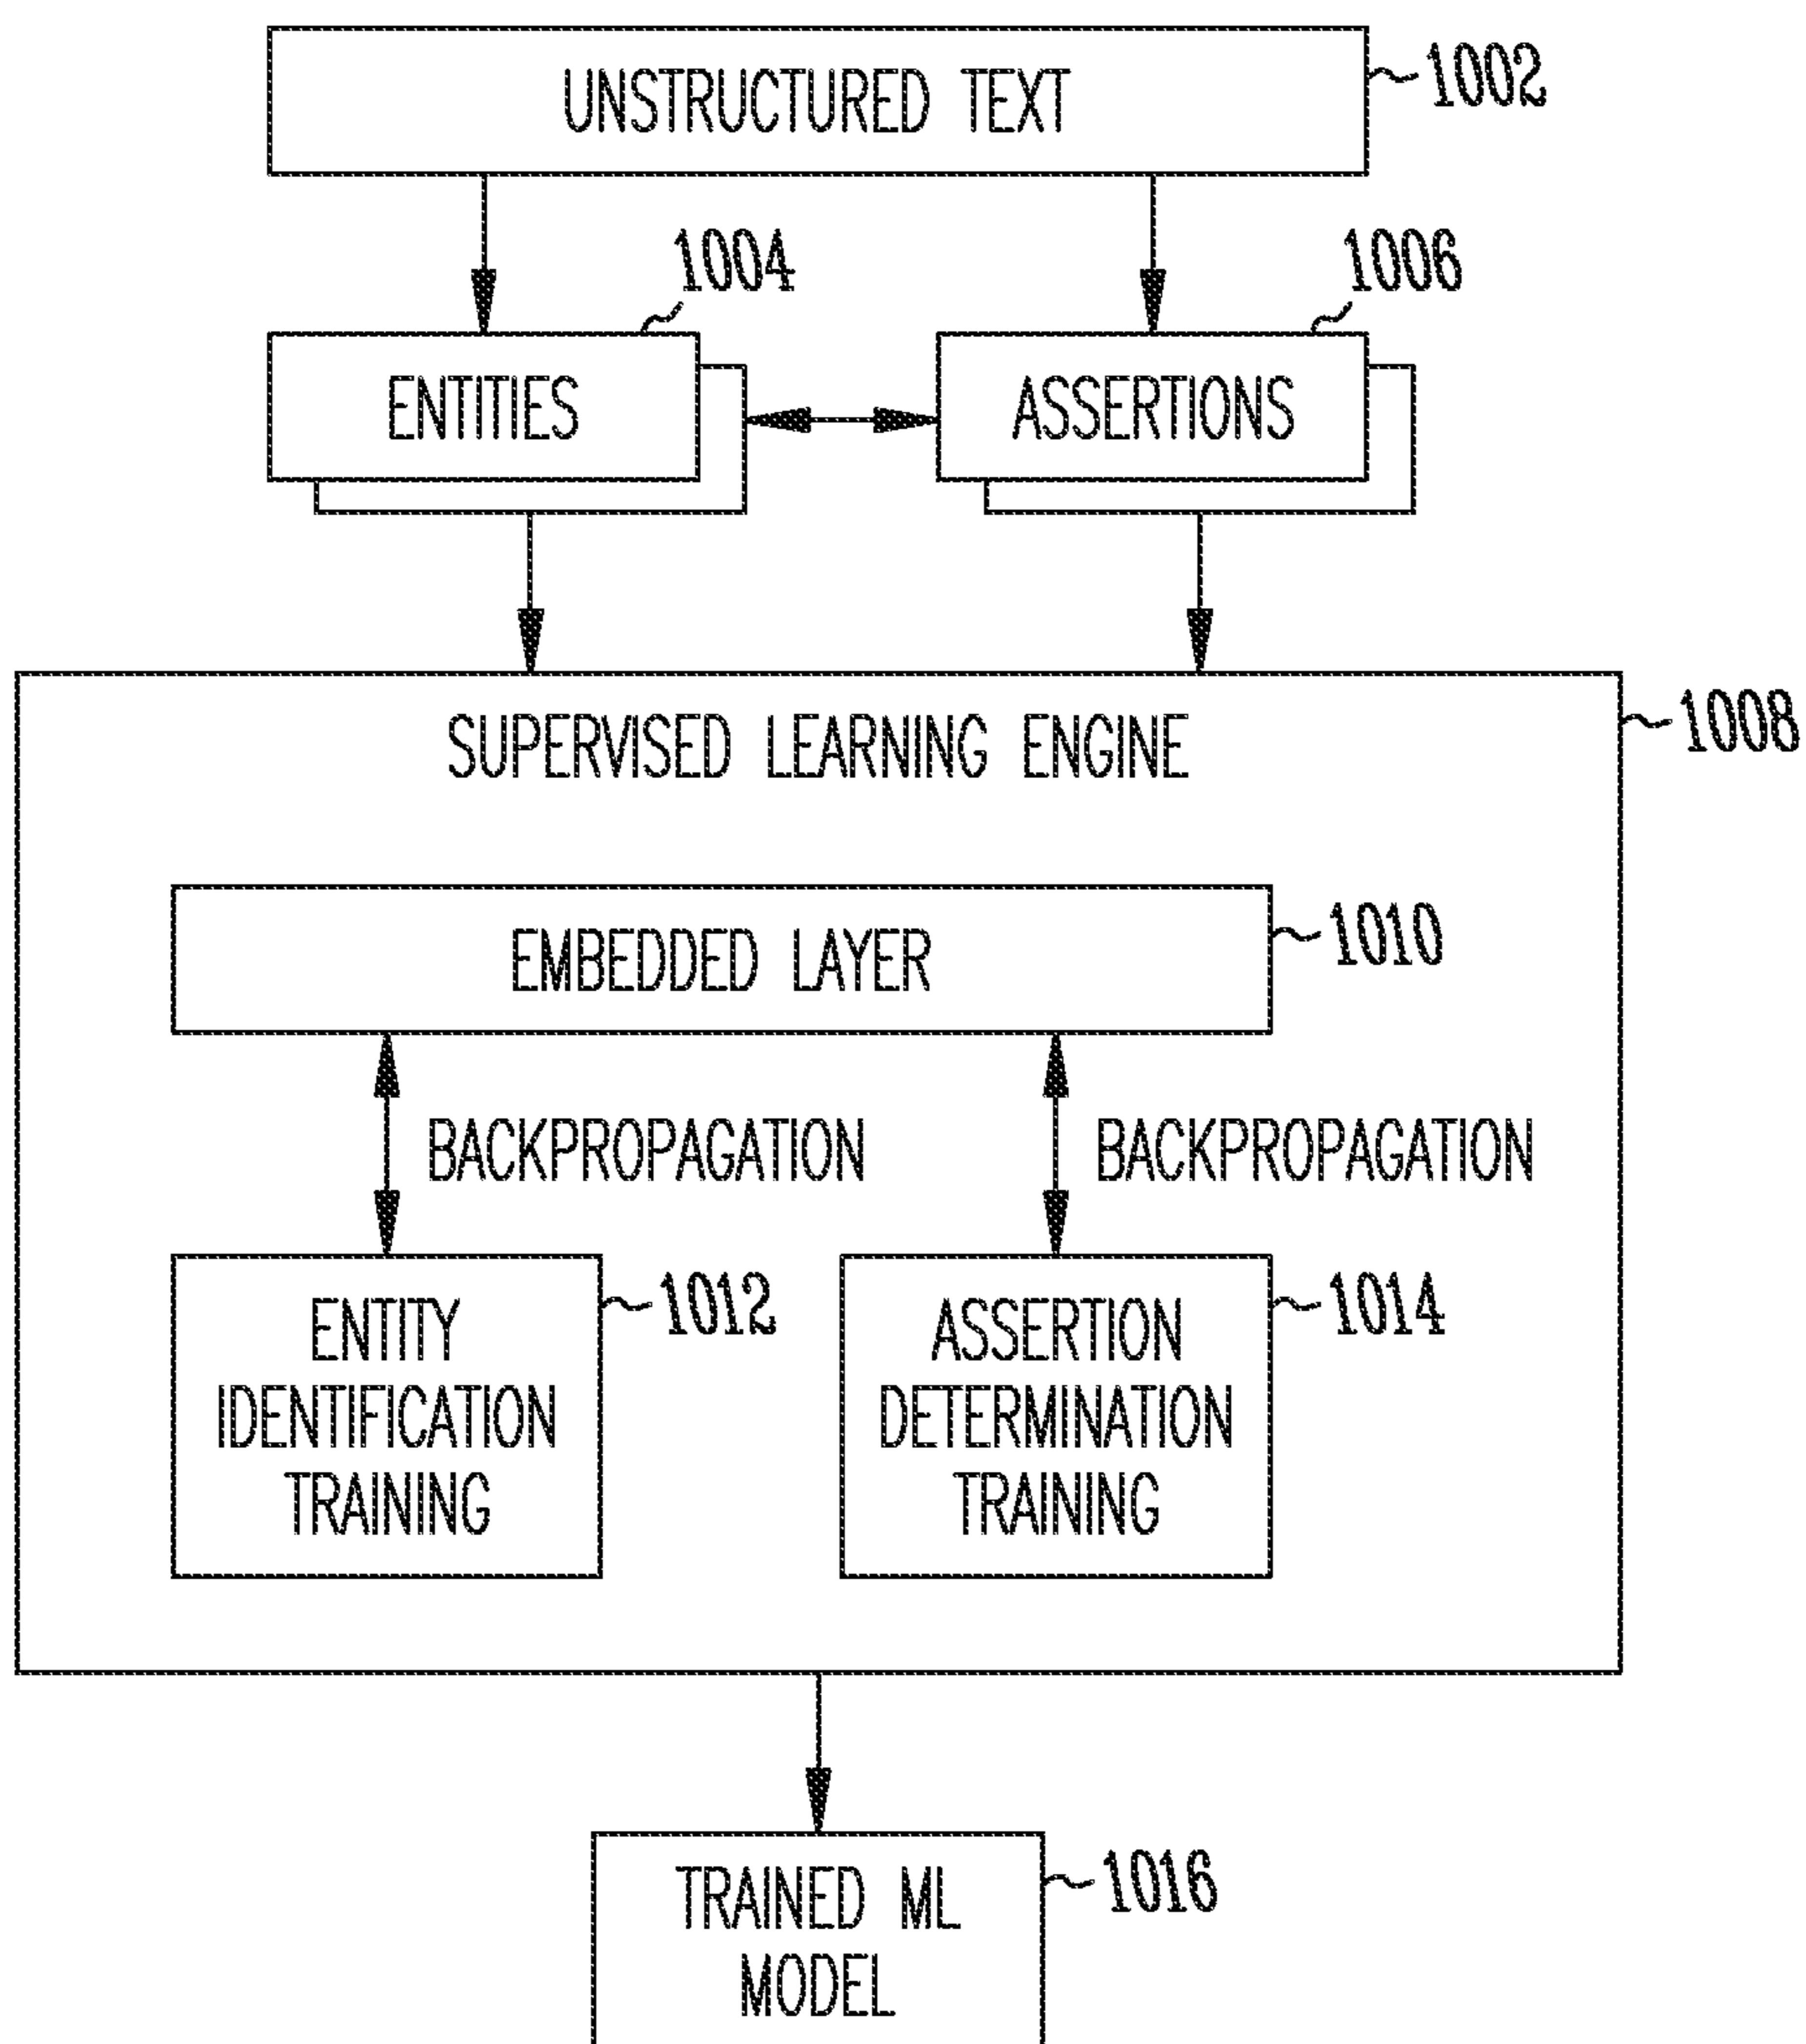 UNSTRUCTURED TEXT
1002
1004
1006
ENTITIES
ASSERTIONS
SUPERVISED LEARNING ENGINE
1008
EMBEDDED LAYER
1010
BACKPROPAGATION
BACKPROPAGATION
ENTITY
IDENTIFICATION
TRAINING
1012
ASSERTION
DETERMINATION
TRAINING
1014
TRAINED ML
MODEL
1016